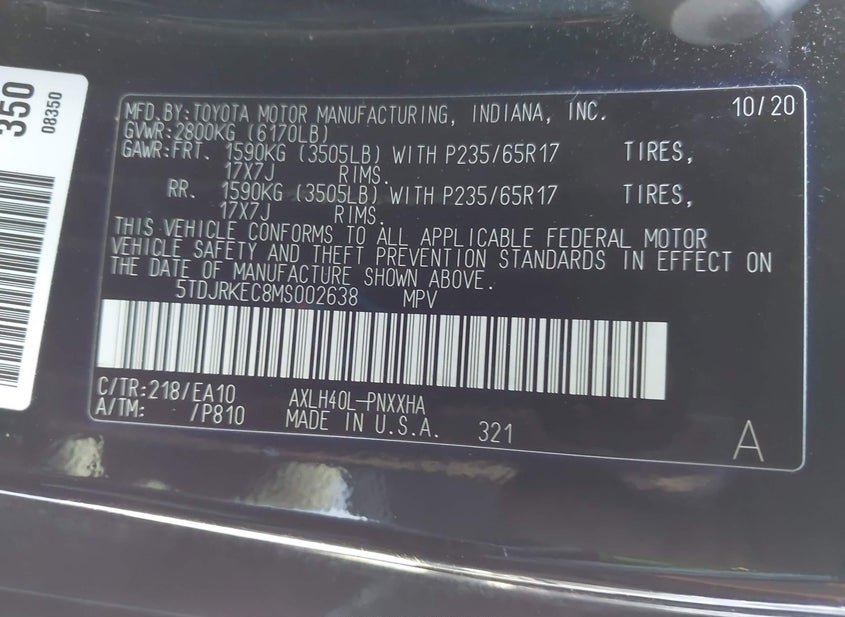 350
08350
MFD.BY:TOYOTA MOTOR MANUFACTURING, INDIANA, INC. 10/20
GVWR:2800KG (6170LB)
GAWR:FRT. 1590KG (3505LB) WITH P235/65R17 TIRES,
17X7J RIMS.
RR. 1590KG (3505LB) WITH P235/65R17 TIRES,
17X7J RIMS.
THIS VEHICLE CONFORMS TO ALL APPLICABLE FEDERAL MOTOR
VEHICLE SAFETY AND THEFT PREVENTION STANDARDS IN EFFECT ON
THE DATE OF MANUFACTURE SHOWN ABOVE.
5TDJRKEC8MS002638 MPV
C/TR:218/EA10 AXLH40L-PNXXHA
A/TM: /P810 MADE IN U.S.A. 321
A